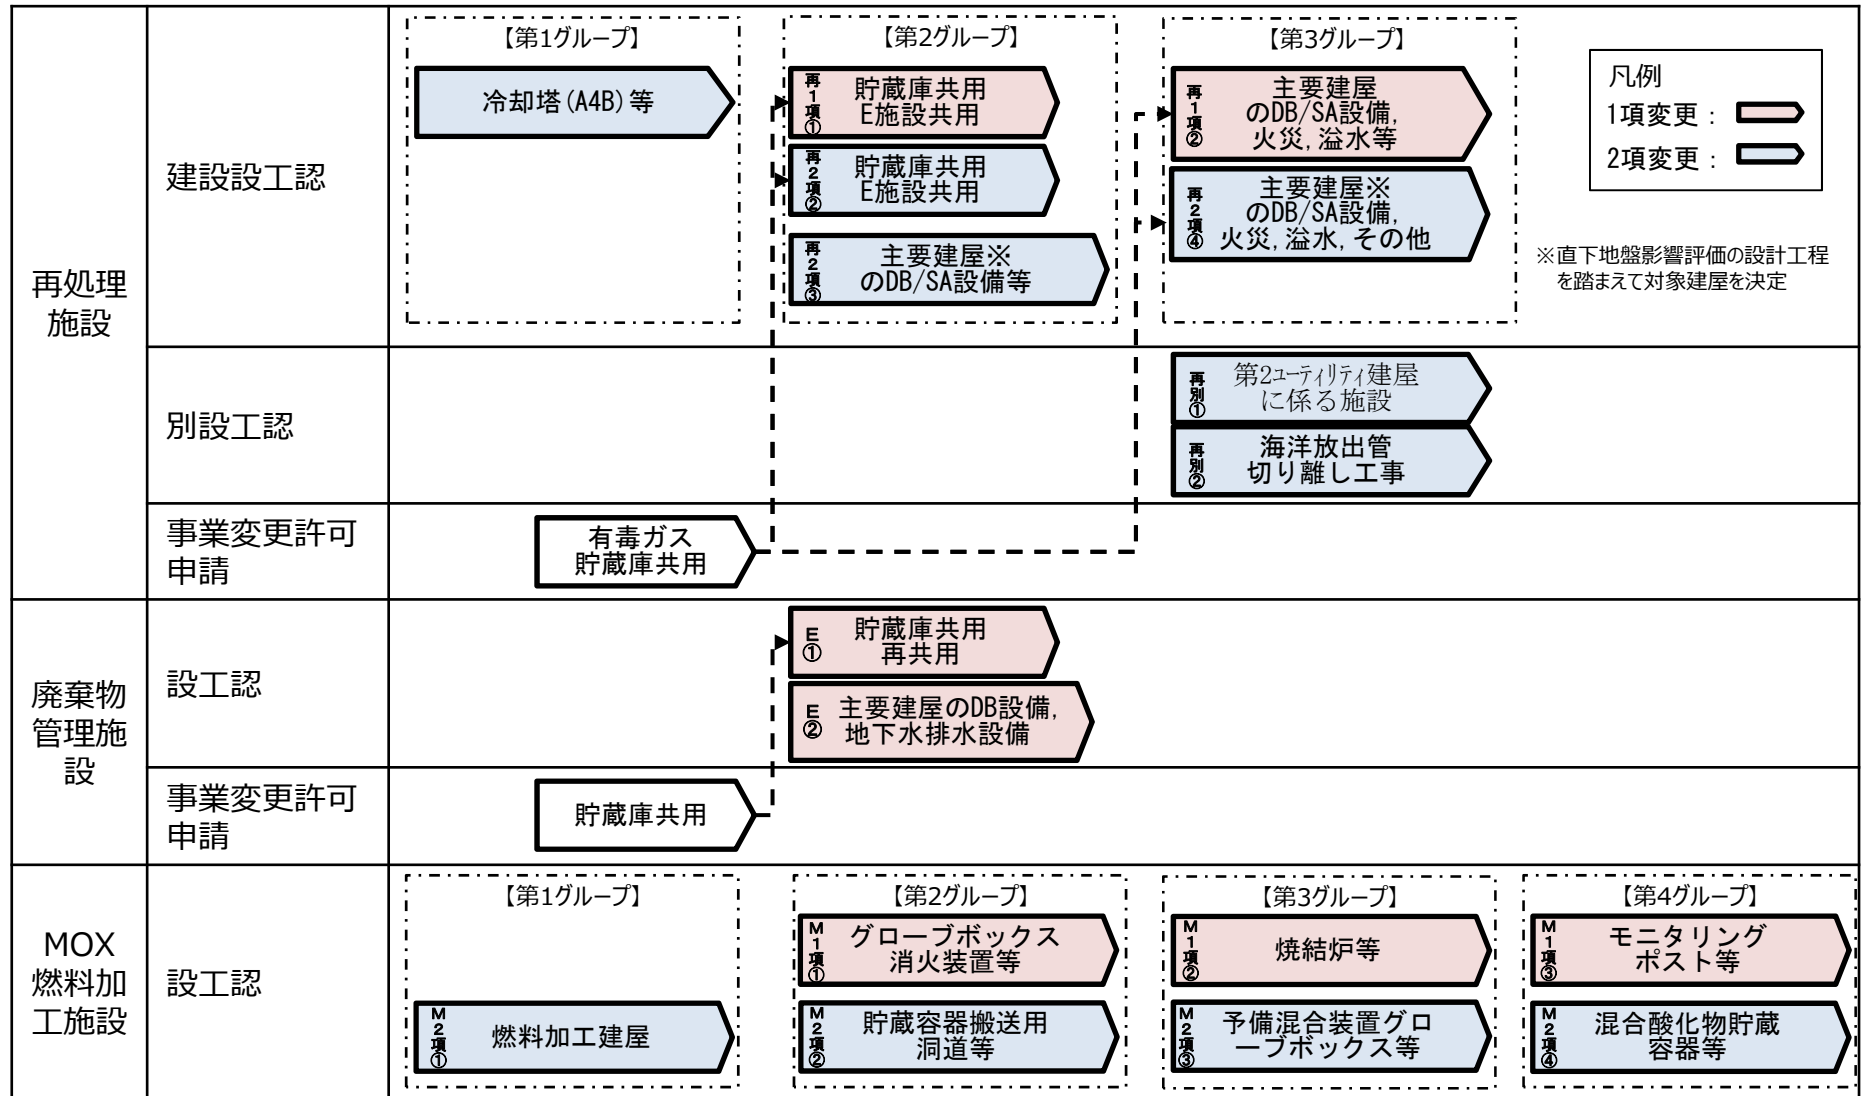 再処理
施設
建設設工認
【第1グループ】
冷却塔(A4B)等
【第2グループ】
再1項①
貯蔵庫共用
E施設共用
再2項②
貯蔵庫共用
E施設共用
再2項③
主要建屋※
のDB/SA設備等
【第3グループ】
再1項②
主要建屋
のDB/SA設備,
火災,溢水等
再2項④
主要建屋※
のDB/SA設備,
火災,溢水,その他
凡例
1項変更：
2項変更：
※直下地盤影響評価の設計工程
を踏まえて対象建屋を決定
別設工認
再別①
第2ユーティリティ建屋
に係る施設
再別②
海洋放出管
切り離し工事
事業変更許可
申請
有毒ガス
貯蔵庫共用
廃棄物
管理施
設
設工認
E①
貯蔵庫共用
再共用
E②
主要建屋のDB設備,
地下水排水設備
事業変更許可
申請
貯蔵庫共用
MOX
燃料加
工施設
設工認
【第1グループ】
M2項①
燃料加工建屋
【第2グループ】
M1項①
グローブボックス
消火装置等
M2項②
貯蔵容器搬送用
洞道等
【第3グループ】
M1項②
焼結炉等
M2項③
予備混合装置グロ
ーブボックス等
【第4グループ】
M1項③
モニタリング
ポスト等
M2項④
混合酸化物貯蔵
容器等